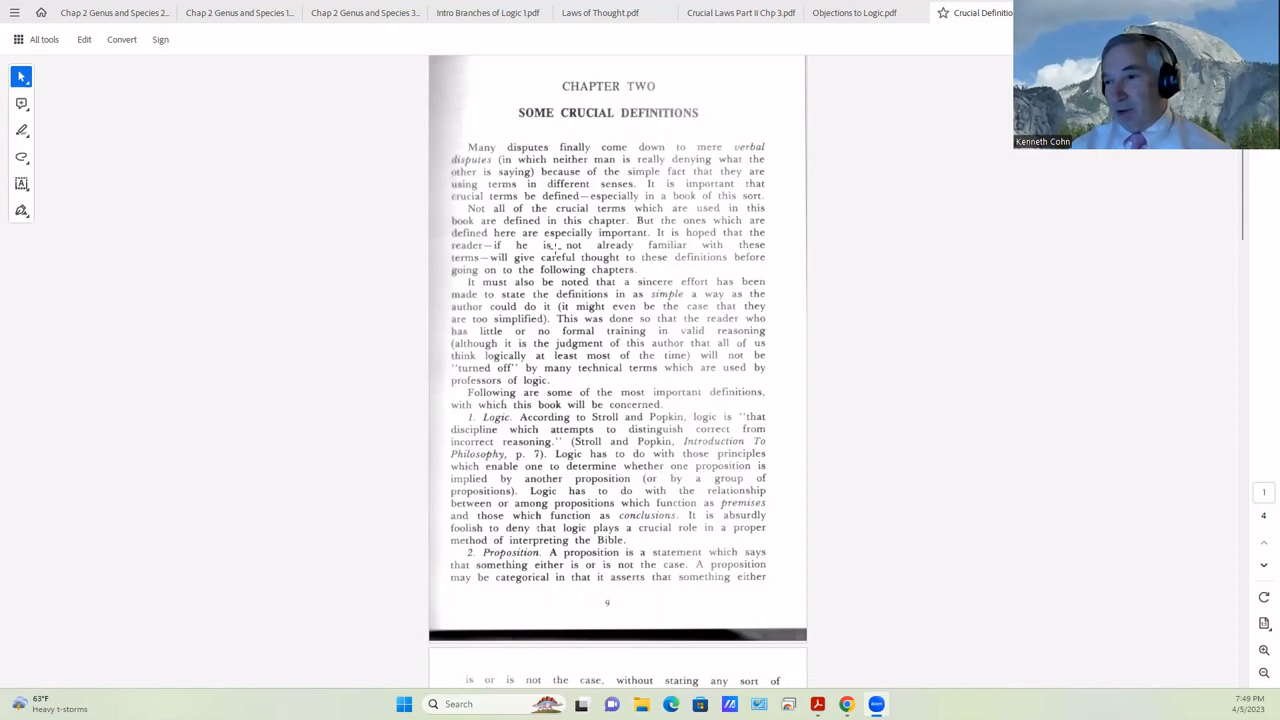 Chap 2 Genus and Species 2... Chap 2 Genus and Species 1... Chap 2 Genus and Species 3... Intro Branches of Logic 1.pdf Laws of Thought.pdf Crucial Laws Part II Chp 3.pdf Objections to Logic.pdf Crucial Definitio
All tools Edit Convert Sign
Kenneth Cohn
CHAPTER TWO
SOME CRUCIAL DEFINITIONS
Many disputes finally come down to mere verbal
disputes (in which neither man is really denying what the
other is saying) because of the simple fact that they are
using terms in different senses. It is important that
crucial terms be defined—especially in a book of this sort.
Not all of the crucial terms which are used in this
book are defined in this chapter. But the ones which are
defined here are especially important. It is hoped that the
reader—if he is not already familiar with these
terms—will give careful thought to these definitions before
going on to the following chapters.
It must also be noted that a sincere effort has been
made to state the definitions in as simple a way as the
author could do it (it might even be the case that they
are too simplified). This was done so that the reader who
has little or no formal training in valid reasoning
(although it is the judgment of this author that all of us
think logically at least most of the time) will not be
"turned off" by many technical terms which are used by
professors of logic.
Following are some of the most important definitions,
with which this book will be concerned.
1. Logic. According to Stroll and Popkin, logic is "that
discipline which attempts to distinguish correct from
incorrect reasoning." (Stroll and Popkin, Introduction To
Philosophy, p. 7). Logic has to do with those principles
which enable one to determine whether one proposition is
implied by another proposition (or by a group of
propositions). Logic has to do with the relationship
between or among propositions which function as premises
and those which function as conclusions. It is absurdly
foolish to deny that logic plays a crucial role in a proper
method of interpreting the Bible.
2. Proposition. A proposition is a statement which says
that something either is or is not the case. A proposition
may be categorical in that it asserts that something either
9
is or is not the case, without stating any sort of
1
4
63°F
Heavy t-storms
Search
7:49 PM
4/5/2023